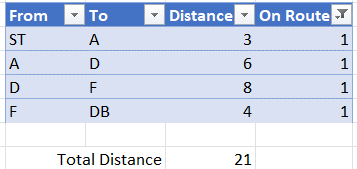 From To Distance On Route
ST A 3 1
A D 6 1
D F 8 1
F DB 4 1
Total Distance 21